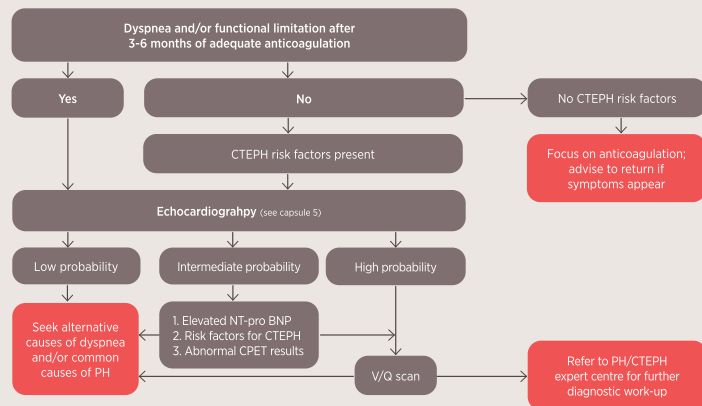 Dyspnea and/or functional limitation after
3-6 months of adequate anticoagulation
Yes
No
No CTEPH risk factors
CTEPH risk factors present
Focus on anticoagulation;
advise to return if
symptoms appear
Echocardiograhpy (see capsule 5)
Low probability
Intermediate probability
High probability
Seek alternative
causes of dyspnea
and/or common
causes of PH
1. Elevated NT-pro BNP
2. Risk factors for CTEPH
3. Abnormal CPET results
V/Q scan
Refer to PH/CTEPH
expert centre for further
diagnostic work-up